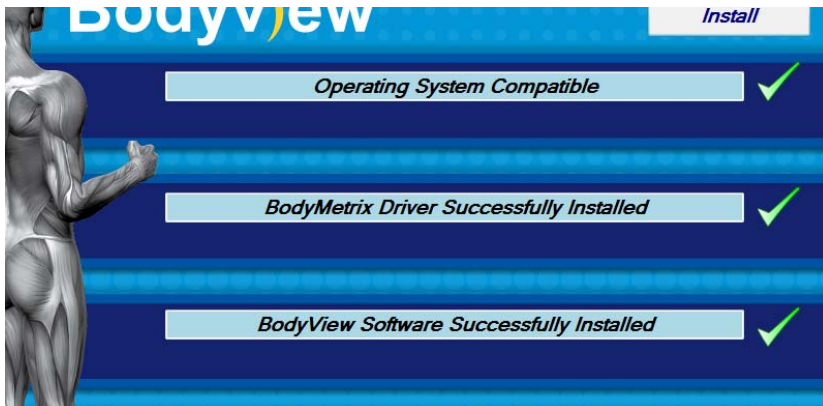 BodyView
Install
Operating System Compatible
BodyMetrix Driver Successfully Installed
BodyView Software Successfully Installed